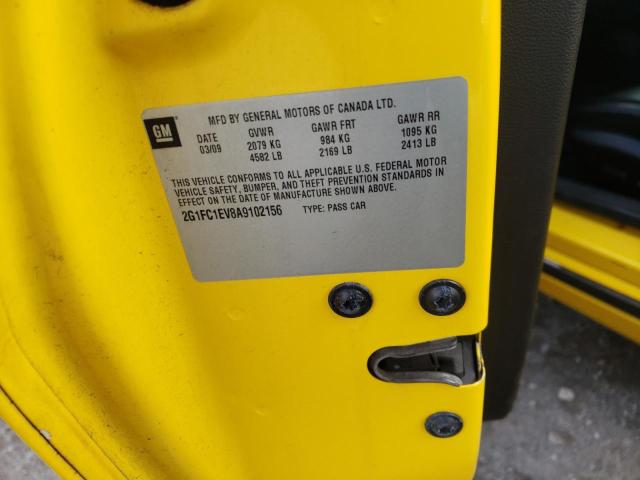 GM
MFD BY GENERAL MOTORS OF CANADA LTD.
DATE GVWR GAWR FRT GAWR RR
03/09 2079 KG 984 KG 1095 KG
4582 LB 2169 LB 2413 LB
THIS VEHICLE CONFORMS TO ALL APPLICABLE U.S. FEDERAL MOTOR
VEHICLE SAFETY, BUMPER, AND THEFT PREVENTION STANDARDS IN
EFFECT ON THE DATE OF MANUFACTURE SHOWN ABOVE.
2G1FC1EV8A9102156 TYPE: PASS CAR